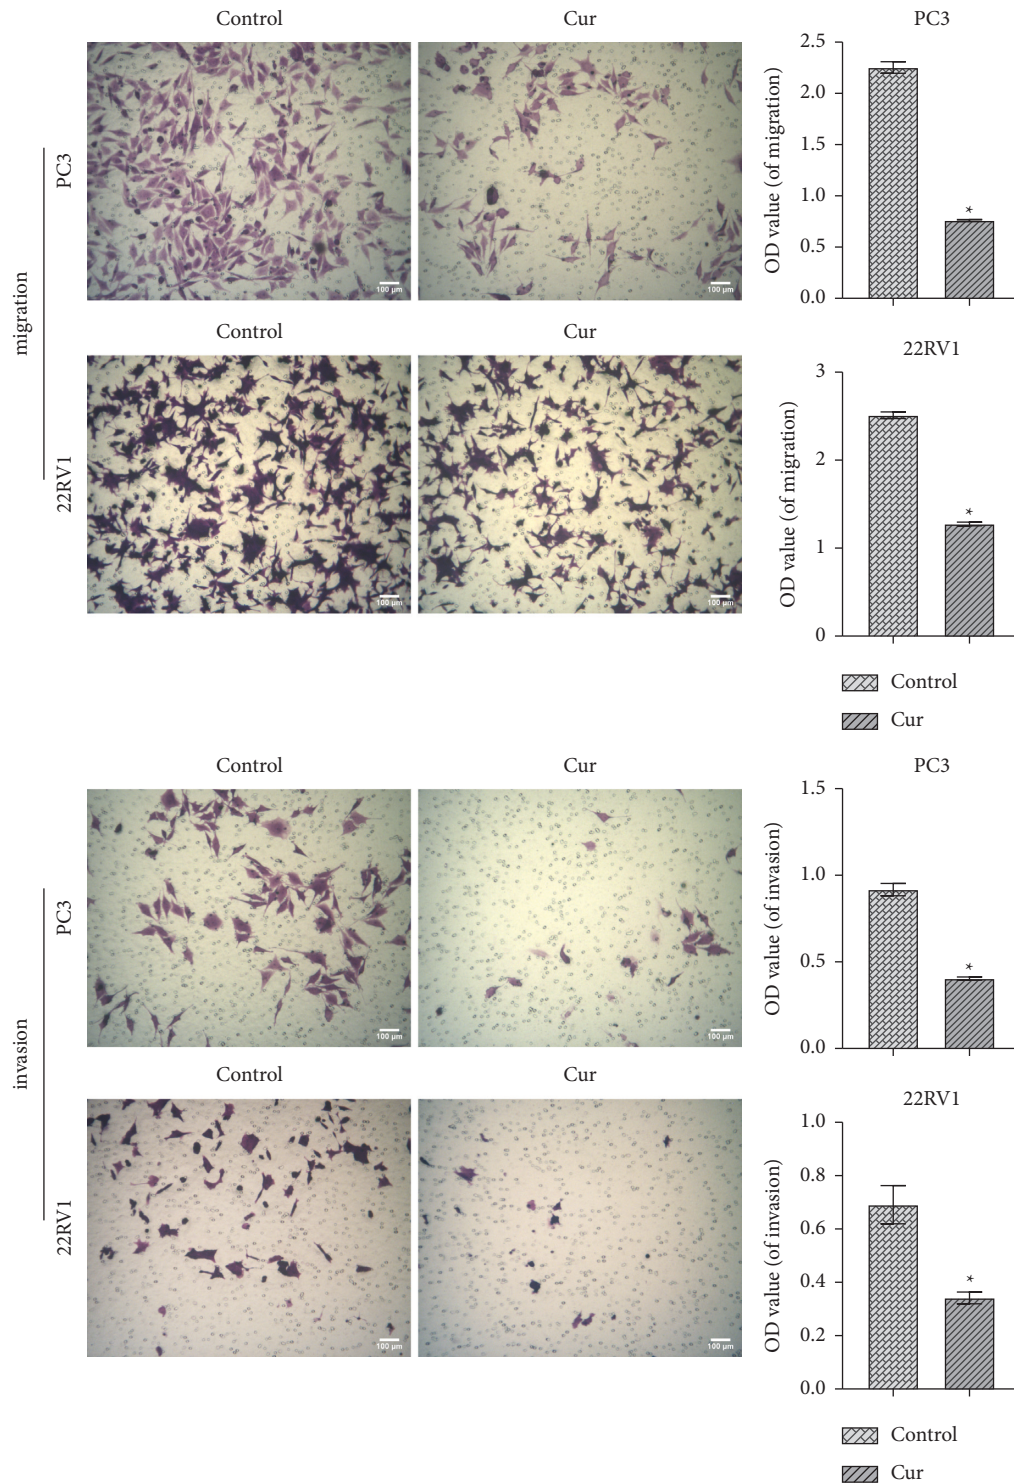 Control
Cur
PC3
migration
PC3
100 μm
100 μm
OD value (of migration)
2.5
2.0
1.5
1.0
0.5
0.0
*
Control
Cur
22RV1
22RV1
100 μm
100 μm
OD value (of migration)
3
2
1
0
*
Control
Cur
Control
Cur
PC3
invasion
PC3
100 μm
100 μm
OD value (of invasion)
1.5
1.0
0.5
0.0
*
Control
Cur
22RV1
22RV1
100 μm
100 μm
OD value (of invasion)
1.0
0.8
0.6
0.4
0.2
0.0
*
Control
Cur